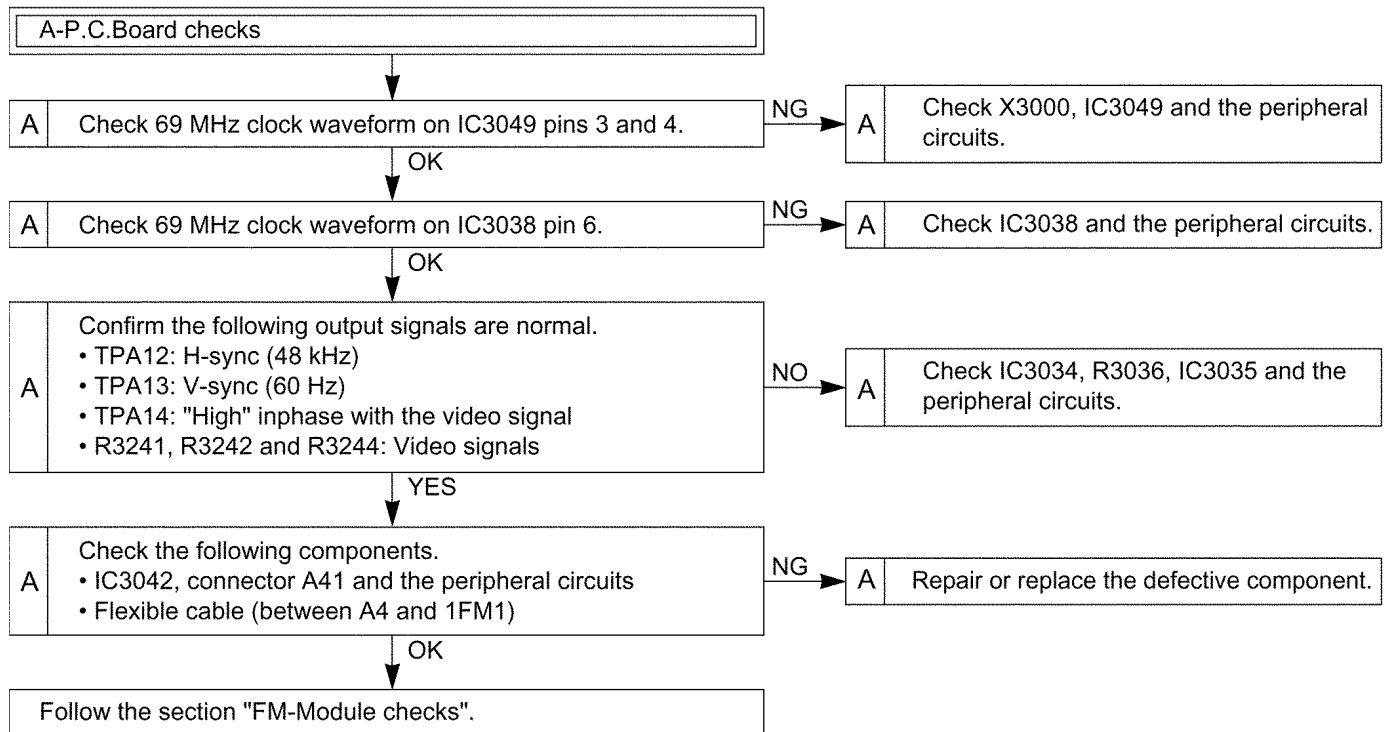 A-P.C.Board checks
A
Check 69 MHz clock waveform on IC3049 pins 3 and 4.
NG
A
Check X3000, IC3049 and the peripheral
circuits.
OK
A
Check 69 MHz clock waveform on IC3038 pin 6.
NG
A
Check IC3038 and the peripheral circuits.
OK
A
Confirm the following output signals are normal.
• TPA12: H-sync (48 kHz)
• TPA13: V-sync (60 Hz)
• TPA14: "High" inphase with the video signal
• R3241, R3242 and R3244: Video signals
NO
A
Check IC3034, R3036, IC3035 and the
peripheral circuits.
YES
A
Check the following components.
• IC3042, connector A41 and the peripheral circuits
• Flexible cable (between A4 and 1FM1)
NG
A
Repair or replace the defective component.
OK
Follow the section "FM-Module checks".